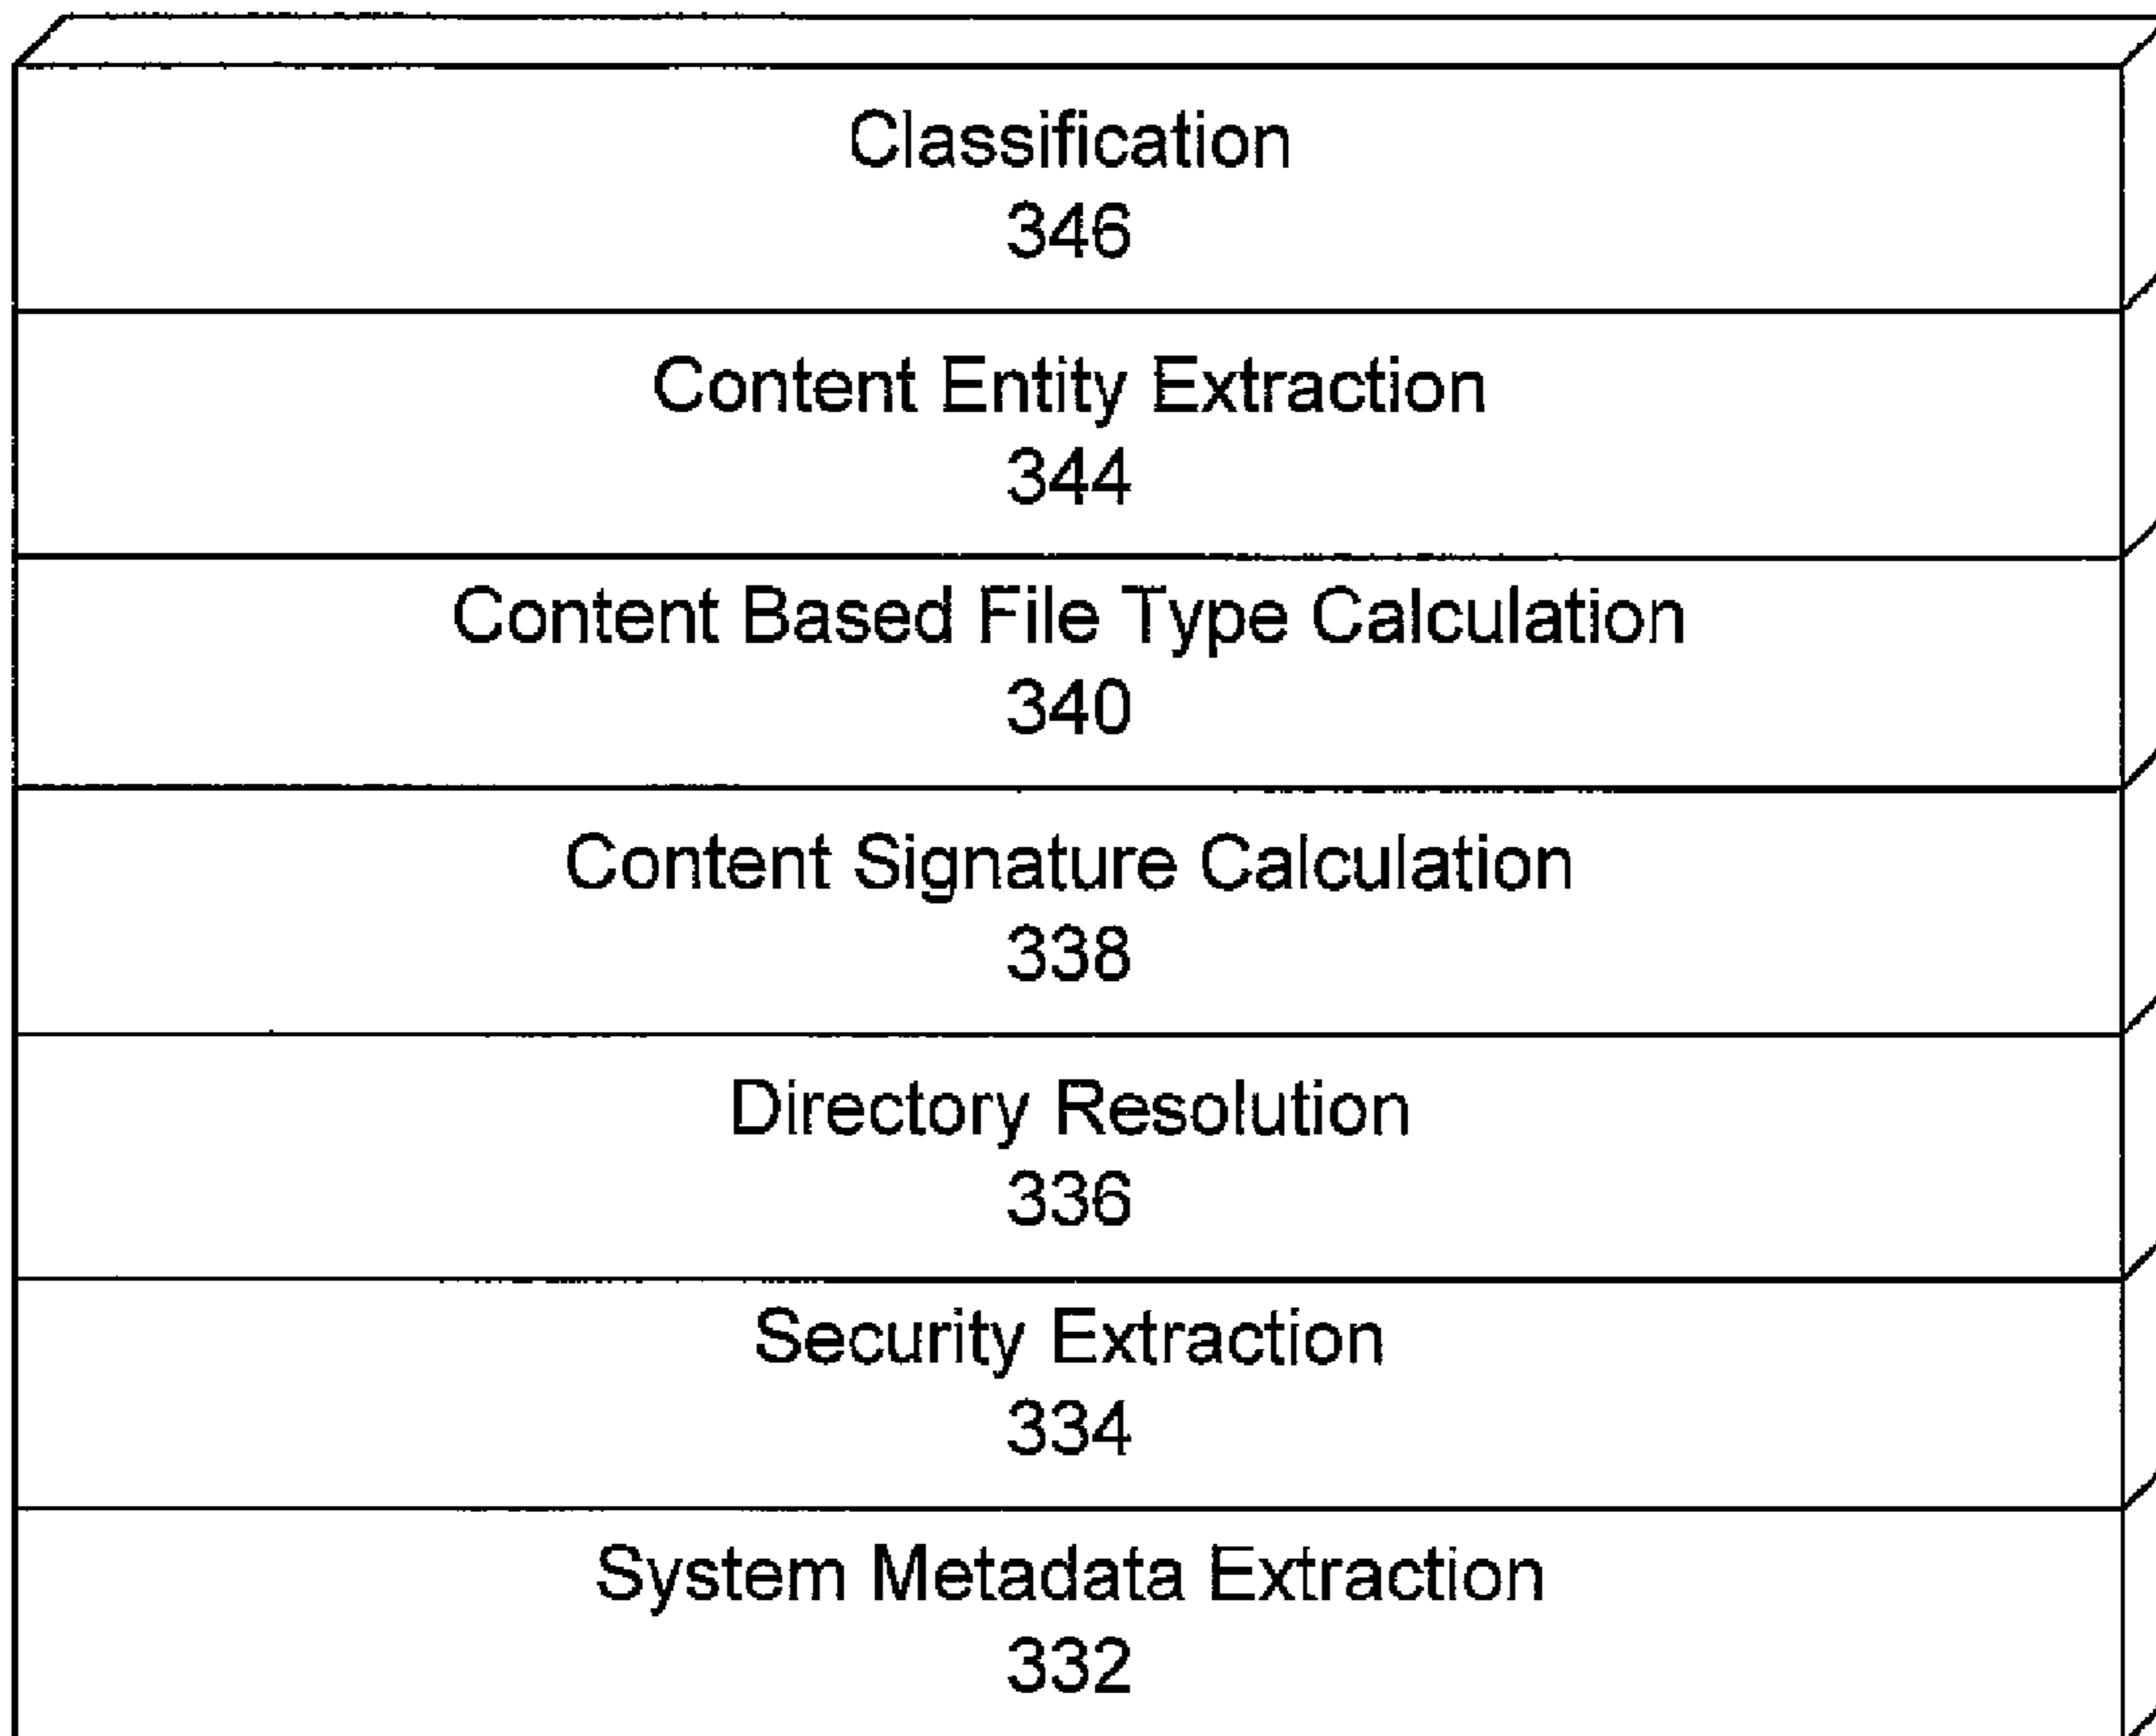 Classification
346
Content Entity Extraction
344
Content Based File Type Calculation
340
Content Signature Calculation
338
Directory Resolution
336
Security Extraction
334
System Metadata Extraction
332